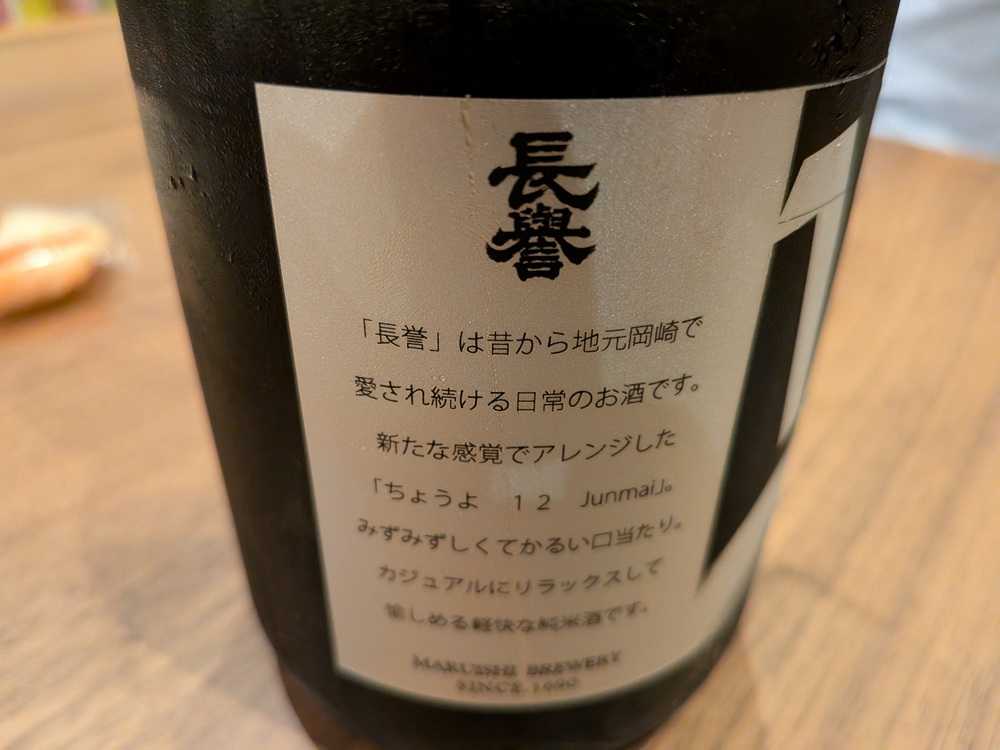 長譽
「長誉」は昔から地元岡崎で
愛され続ける日常のお酒です。
新たな感覚でアレンジした
「ちょうよ　１２　Junmai」。
みずみずしくてかるい口当たり。
カジュアルにリラックスして
愉しめる軽快な純米酒です。
MARUISHI BREWERY
SINCE 1690